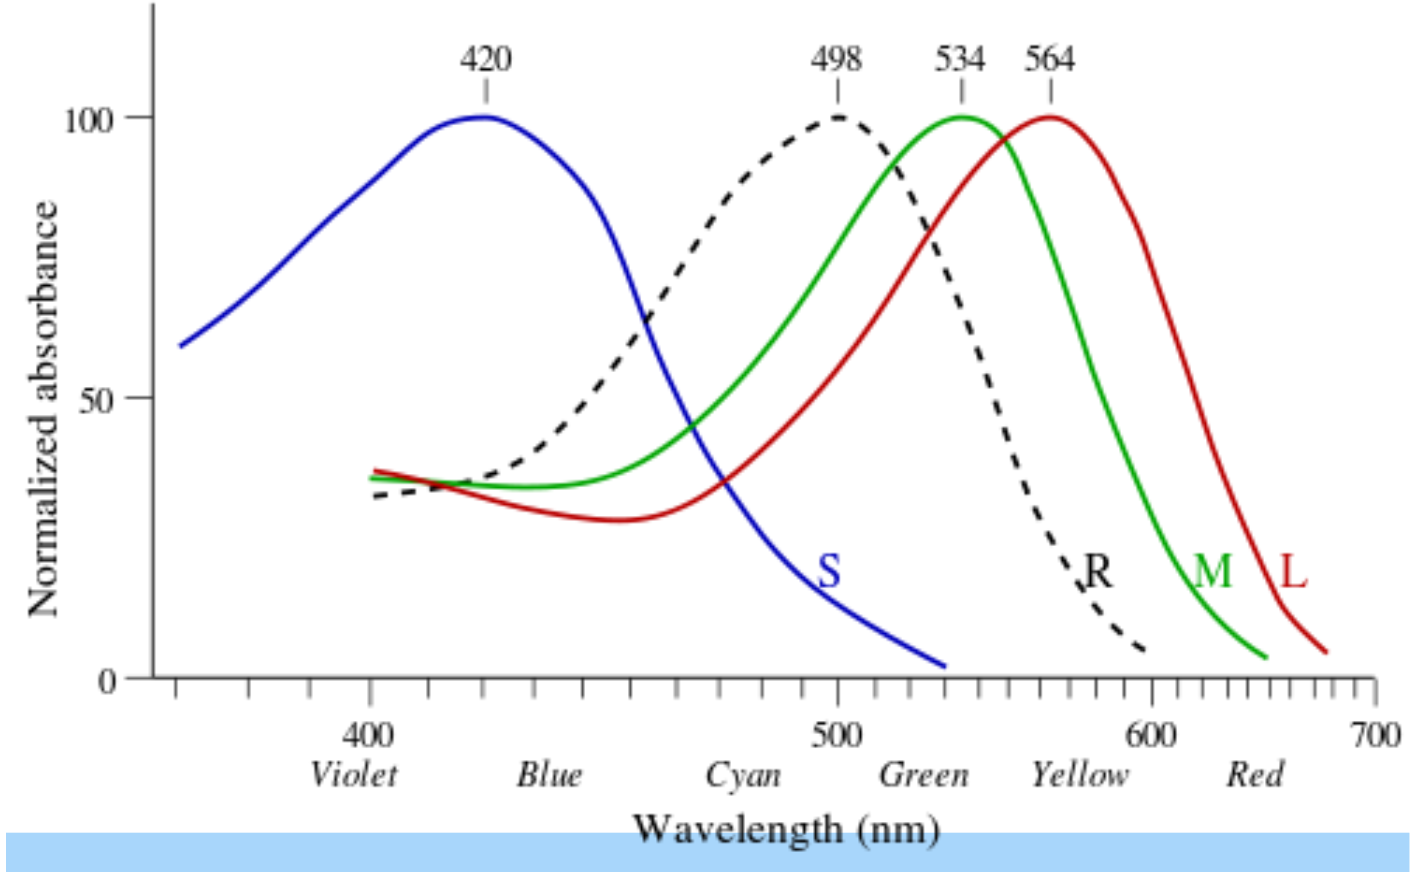 420 498 534 564
100
50
0
Normalized absorbance
S R M L
400 500 600 700
Violet Blue Cyan Green Yellow Red
Wavelength (nm)